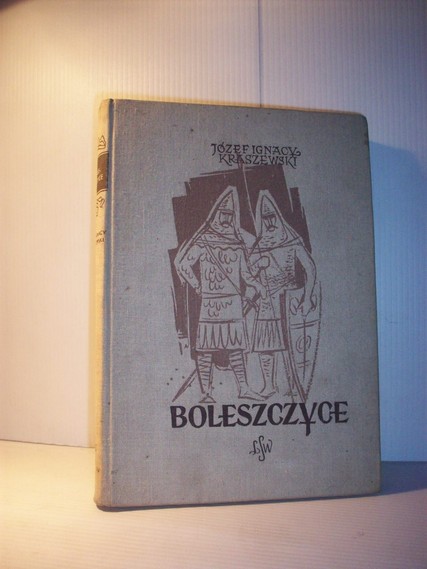 JÓZEF IGNACY
KRASZEWSKI
BOLESZCZYCE
LSW